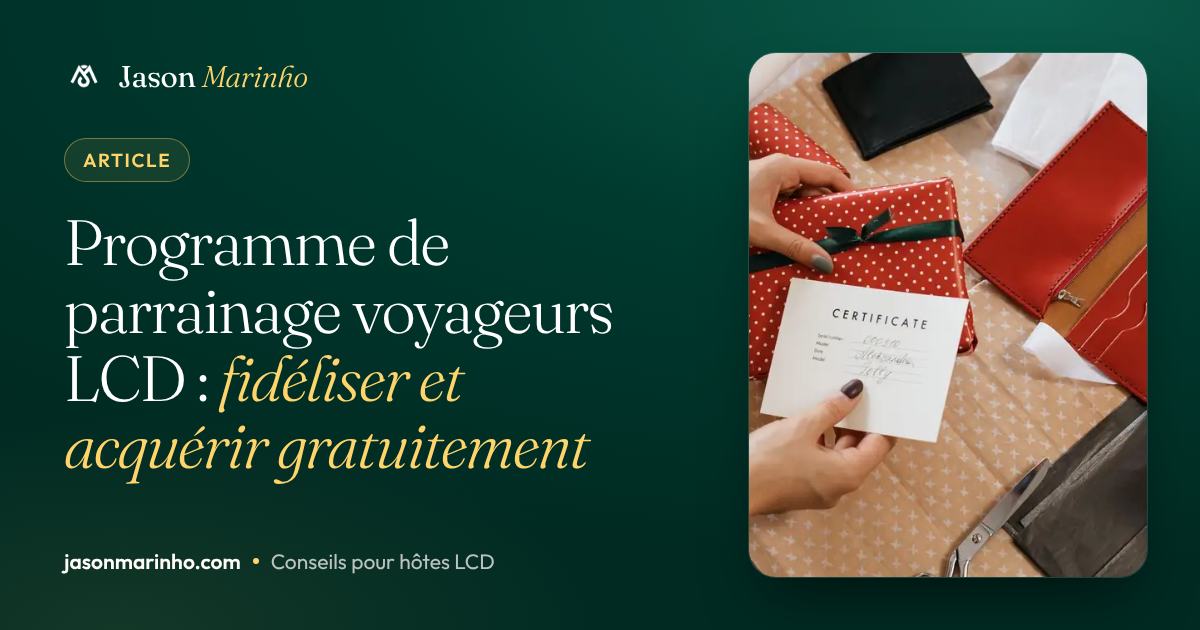 Jason Marinho
ARTICLE
Programme de
parrainage voyageurs
LCD : fidéliser et
acquérir gratuitement
jasonmarinho.com • Conseils pour hôtes LCD
CERTIFICATE